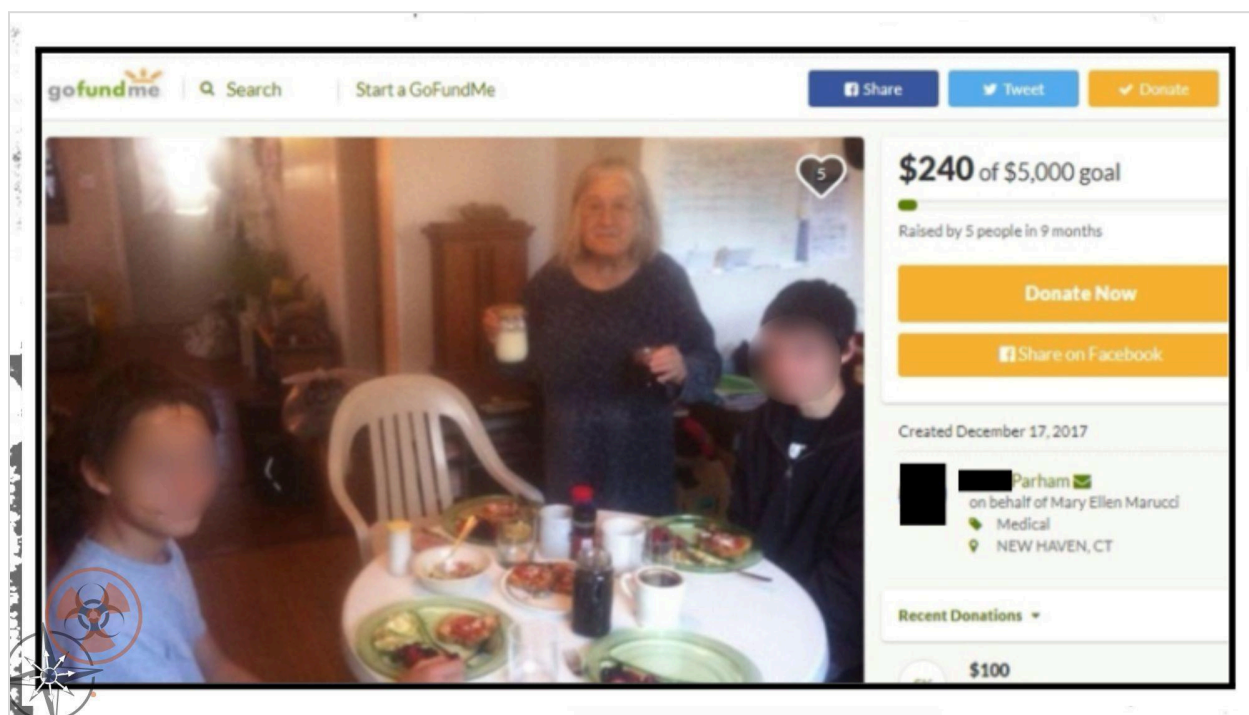 gofundme
Search
Start a GoFundMe
Share
Tweet
Donate
5
$240 of $5,000 goal
Raised by 5 people in 9 months
Donate Now
Share on Facebook
Created December 17, 2017
Parham
on behalf of Mary Ellen Marucci
Medical
NEW HAVEN, CT
Recent Donations
$100